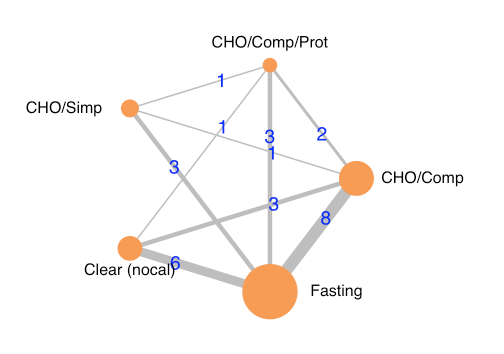 CHO/Comp/Prot
1
CHO/Simp
1
3
2
1
3
CHO/Comp
3
8
6
Clear (nocal)
Fasting